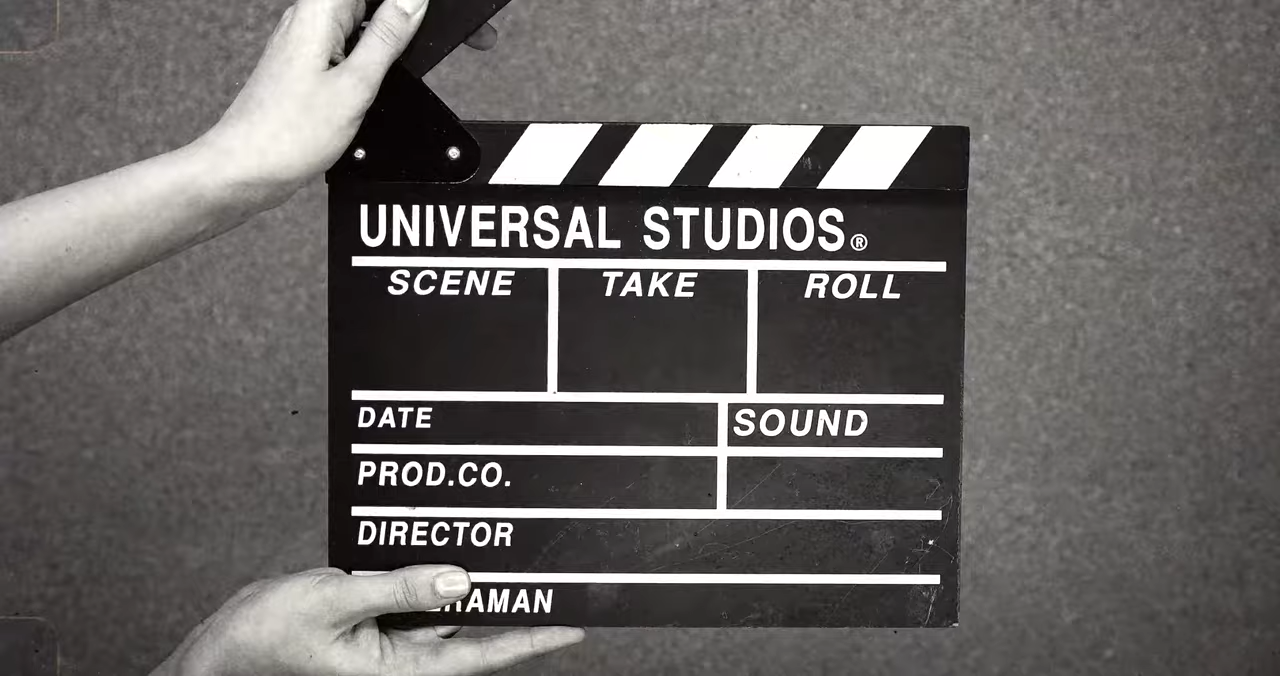 UNIVERSAL STUDIOS®
SCENE TAKE ROLL
DATE SOUND
PROD.CO.
DIRECTOR